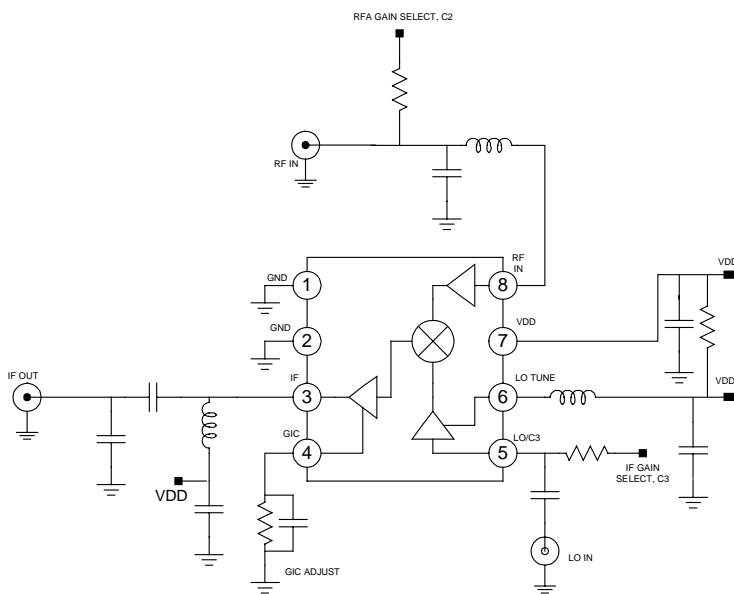 RFA GAIN SELECT, C2
RF IN
GND
1
RF
IN
8
GND
2
VDD
7
VDD
IF OUT
IF
3
LO TUNE
6
VDD
GIC
4
LO/C3
5
IF GAIN
SELECT, C3
VDD
GIC ADJUST
LO IN